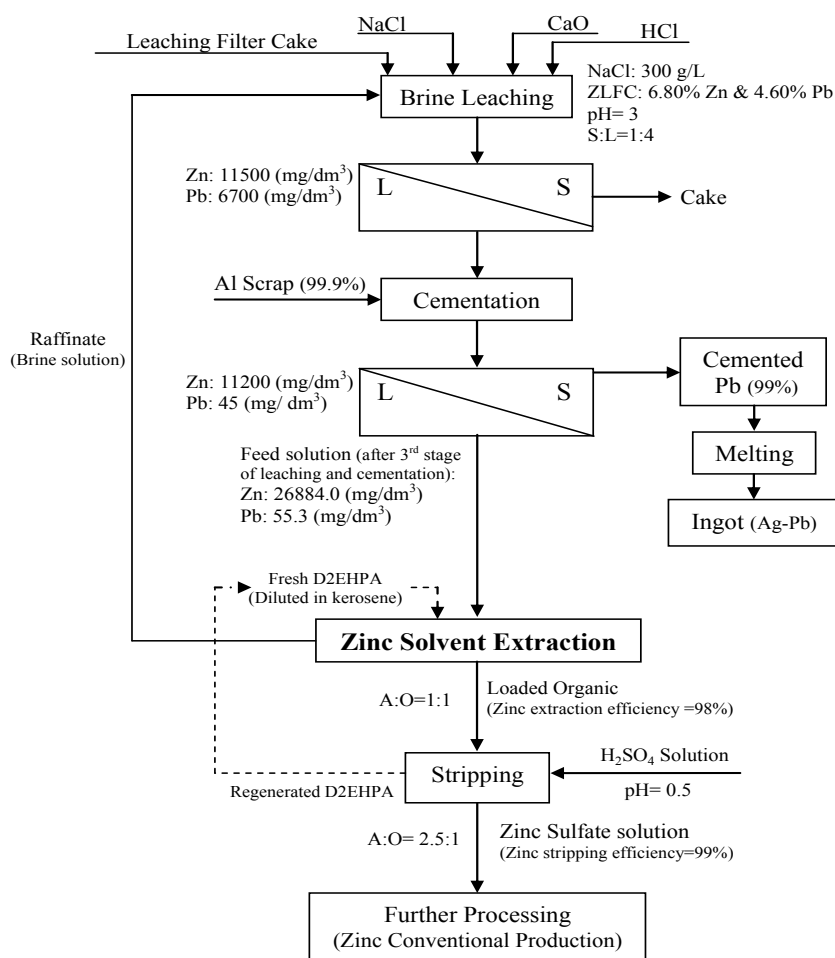 NaCl
CaO
HCl
Leaching Filter Cake
Brine Leaching
NaCl: 300 g/L
ZLFC: 6.80% Zn & 4.60% Pb
pH= 3
S:L=1:4
Zn: 11500 (mg/dm³)
Pb: 6700 (mg/dm³)
L
S
Cake
Al Scrap (99.9%)
Cementation
Raffinate
(Brine solution)
Zn: 11200 (mg/dm³)
Pb: 45 (mg/ dm³)
L
S
Cemented
Pb (99%)
Melting
Ingot (Ag-Pb)
Feed solution (after 3rd stage
of leaching and cementation):
Zn: 26884.0 (mg/dm³)
Pb: 55.3 (mg/dm³)
Fresh D2EHPA
(Diluted in kerosene)
Zinc Solvent Extraction
A:O=1:1
Loaded Organic
(Zinc extraction efficiency =98%)
Stripping
H₂SO₄ Solution
pH= 0.5
Regenerated D2EHPA
A:O= 2.5:1
Zinc Sulfate solution
(Zinc stripping efficiency=99%)
Further Processing
(Zinc Conventional Production)